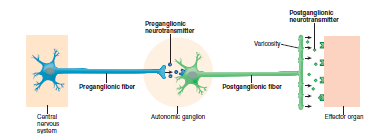 Postganglionic
neurotransmitter
Preganglionic
neurotransmitter
Varicosity
Preganglionic fiber
Postganglionic fiber
Central
nervous
system
Autonomic ganglion
Effector organ